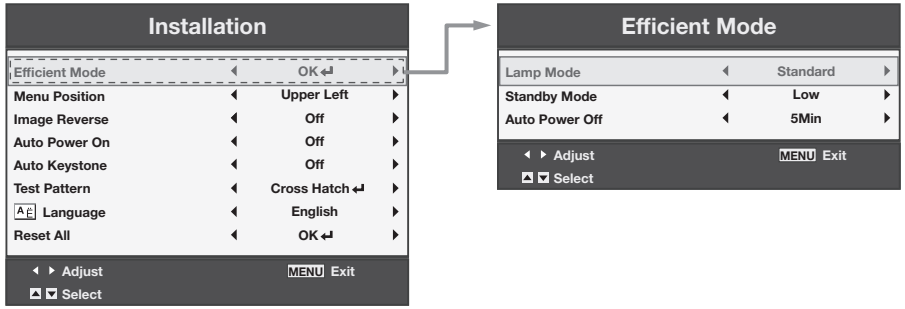 Installation
Efficient Mode OK
Menu Position Upper Left
Image Reverse Off
Auto Power On Off
Auto Keystone Off
Test Pattern Cross Hatch
AÉ Language English
Reset All OK
Adjust MENU Exit
Select
Efficient Mode
Lamp Mode Standard
Standby Mode Low
Auto Power Off 5Min
Adjust MENU Exit
Select